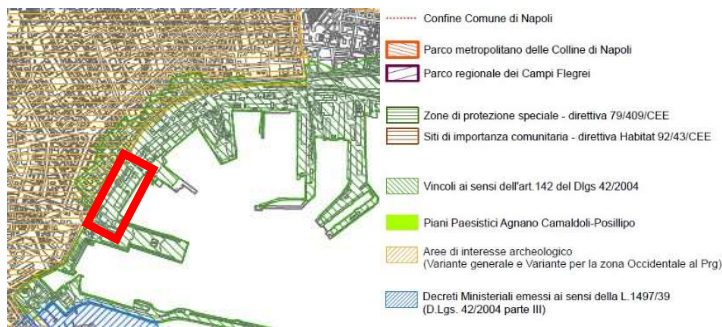 Confine Comune di Napoli
Parco metropolitano delle Colline di Napoli
Parco regionale dei Campi Flegrei
Zone di protezione speciale - direttiva 79/409/CEE
Siti di importanza comunitaria - direttiva Habitat 92/43/CEE
Vincoli ai sensi dell'art.142 del Dlgs 42/2004
Piani Paesistici Agnano Camaldoli-Posillipo
Aree di interesse archeologico
(Variante generale e Variante per la zona Occidentale al Prg)
Decreti Ministeriali emessi ai sensi della L.1497/39
(D.Lgs. 42/2004 parte III)